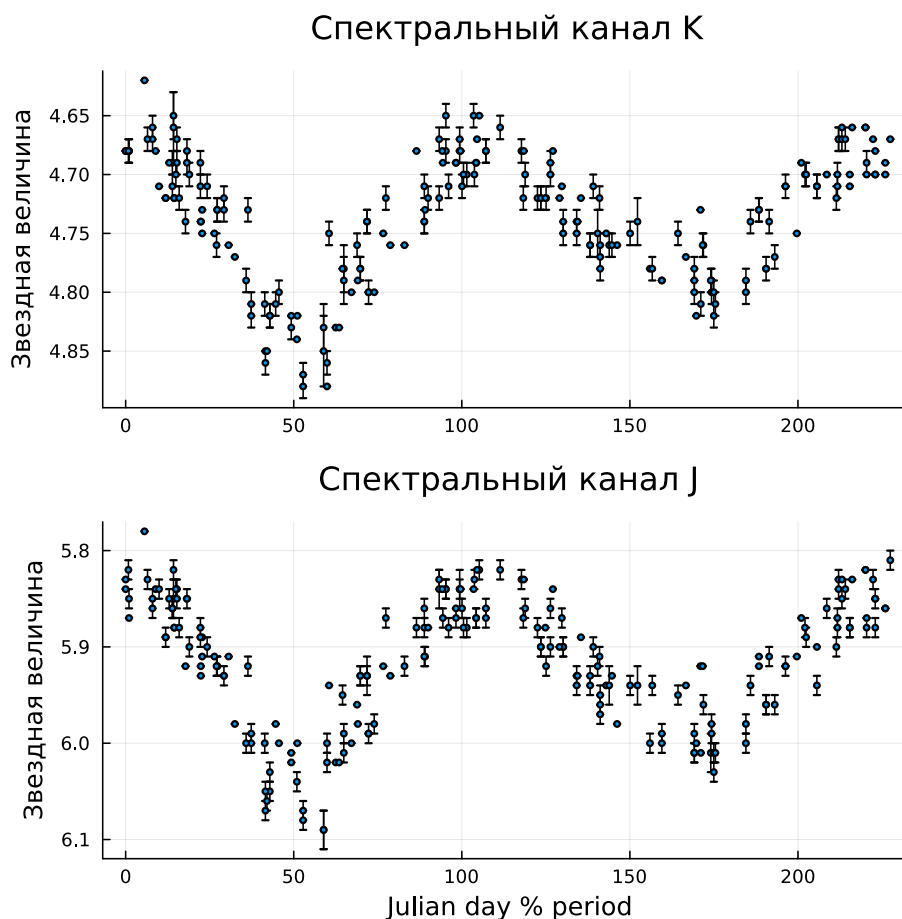 Спектральный канал K
Звездная величина
4.65
4.70
4.75
4.80
4.85
0 50 100 150 200
Спектральный канал J
Звездная величина
5.8
5.9
6.0
6.1
0 50 100 150 200
Julian day % period